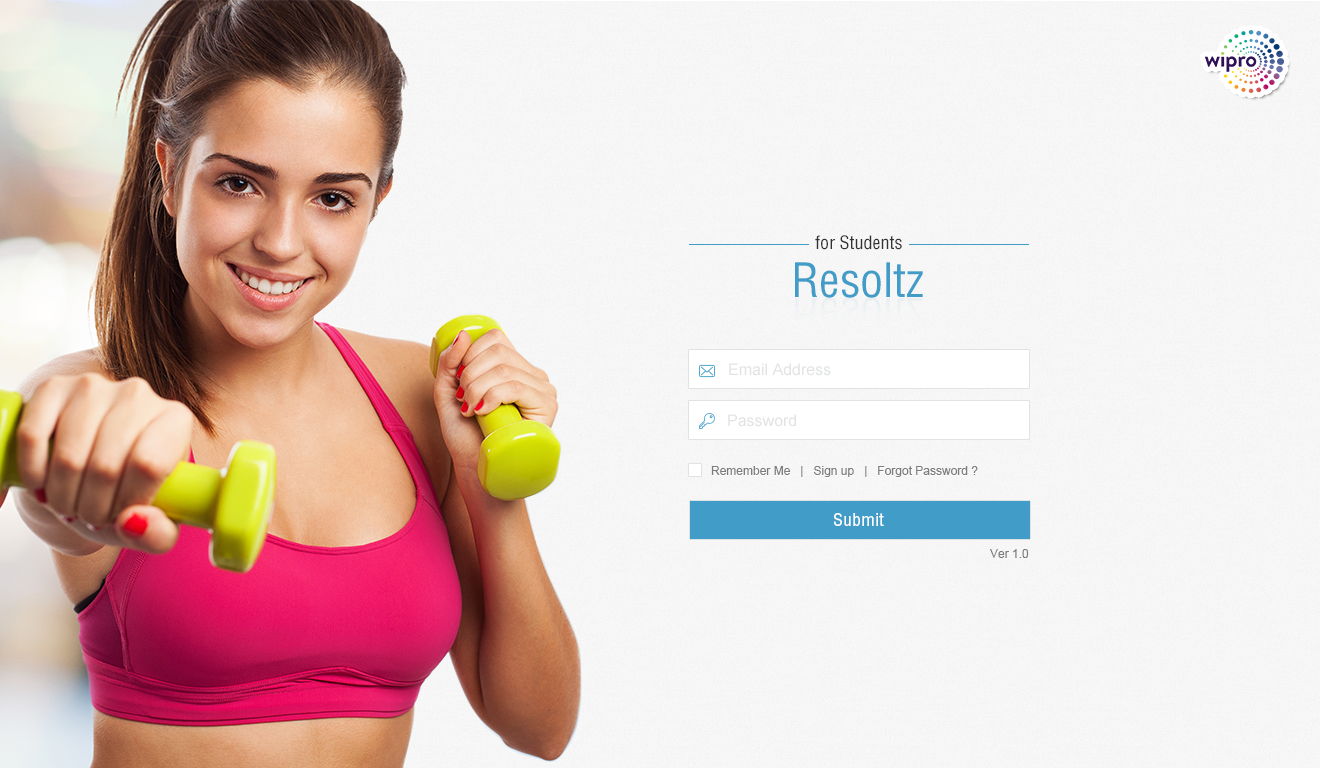 wipro
for Students
Resoltz
Email Address
Password
Remember Me | Sign up | Forgot Password ?
Submit
Ver 1.0